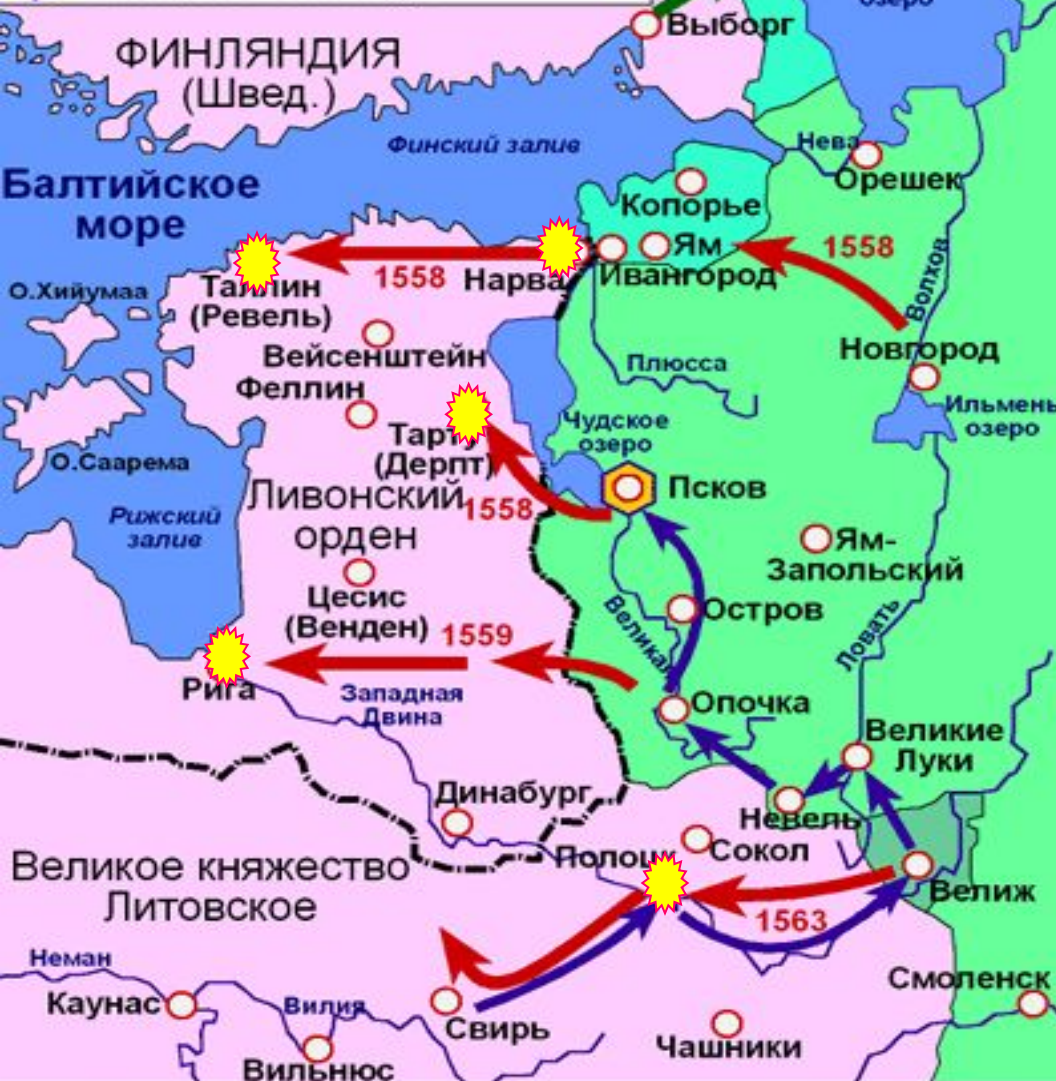 озеро
Выборг
ФИНЛЯНДИЯ
(Швед.)
Финский залив
Нева
Орешек
Балтийское
море
Копорье
Ям
1558
Волхов
1558
Нарва
Ивангород
О.Хийумаа
Таллин
(Ревель)
Вейсенштейн
Плюсса
Новгород
Феллин
Ильмень
озеро
Чудское
озеро
Тарту
(Дерпт)
О.Саарема
Псков
Ливонский
орден
1558
Рижский
залив
Ям-
Запольский
Цесис
(Венден)
Остров
Великая
Ловать
1559
Рига
Западная
Двина
Опочка
Великие
Луки
Динабург
Невель
Полоцк
Сокол
Великое княжество
Литовское
Велиж
1563
Неман
Смоленск
Каунас
Вилия
Свирь
Чашники
Вильнюс